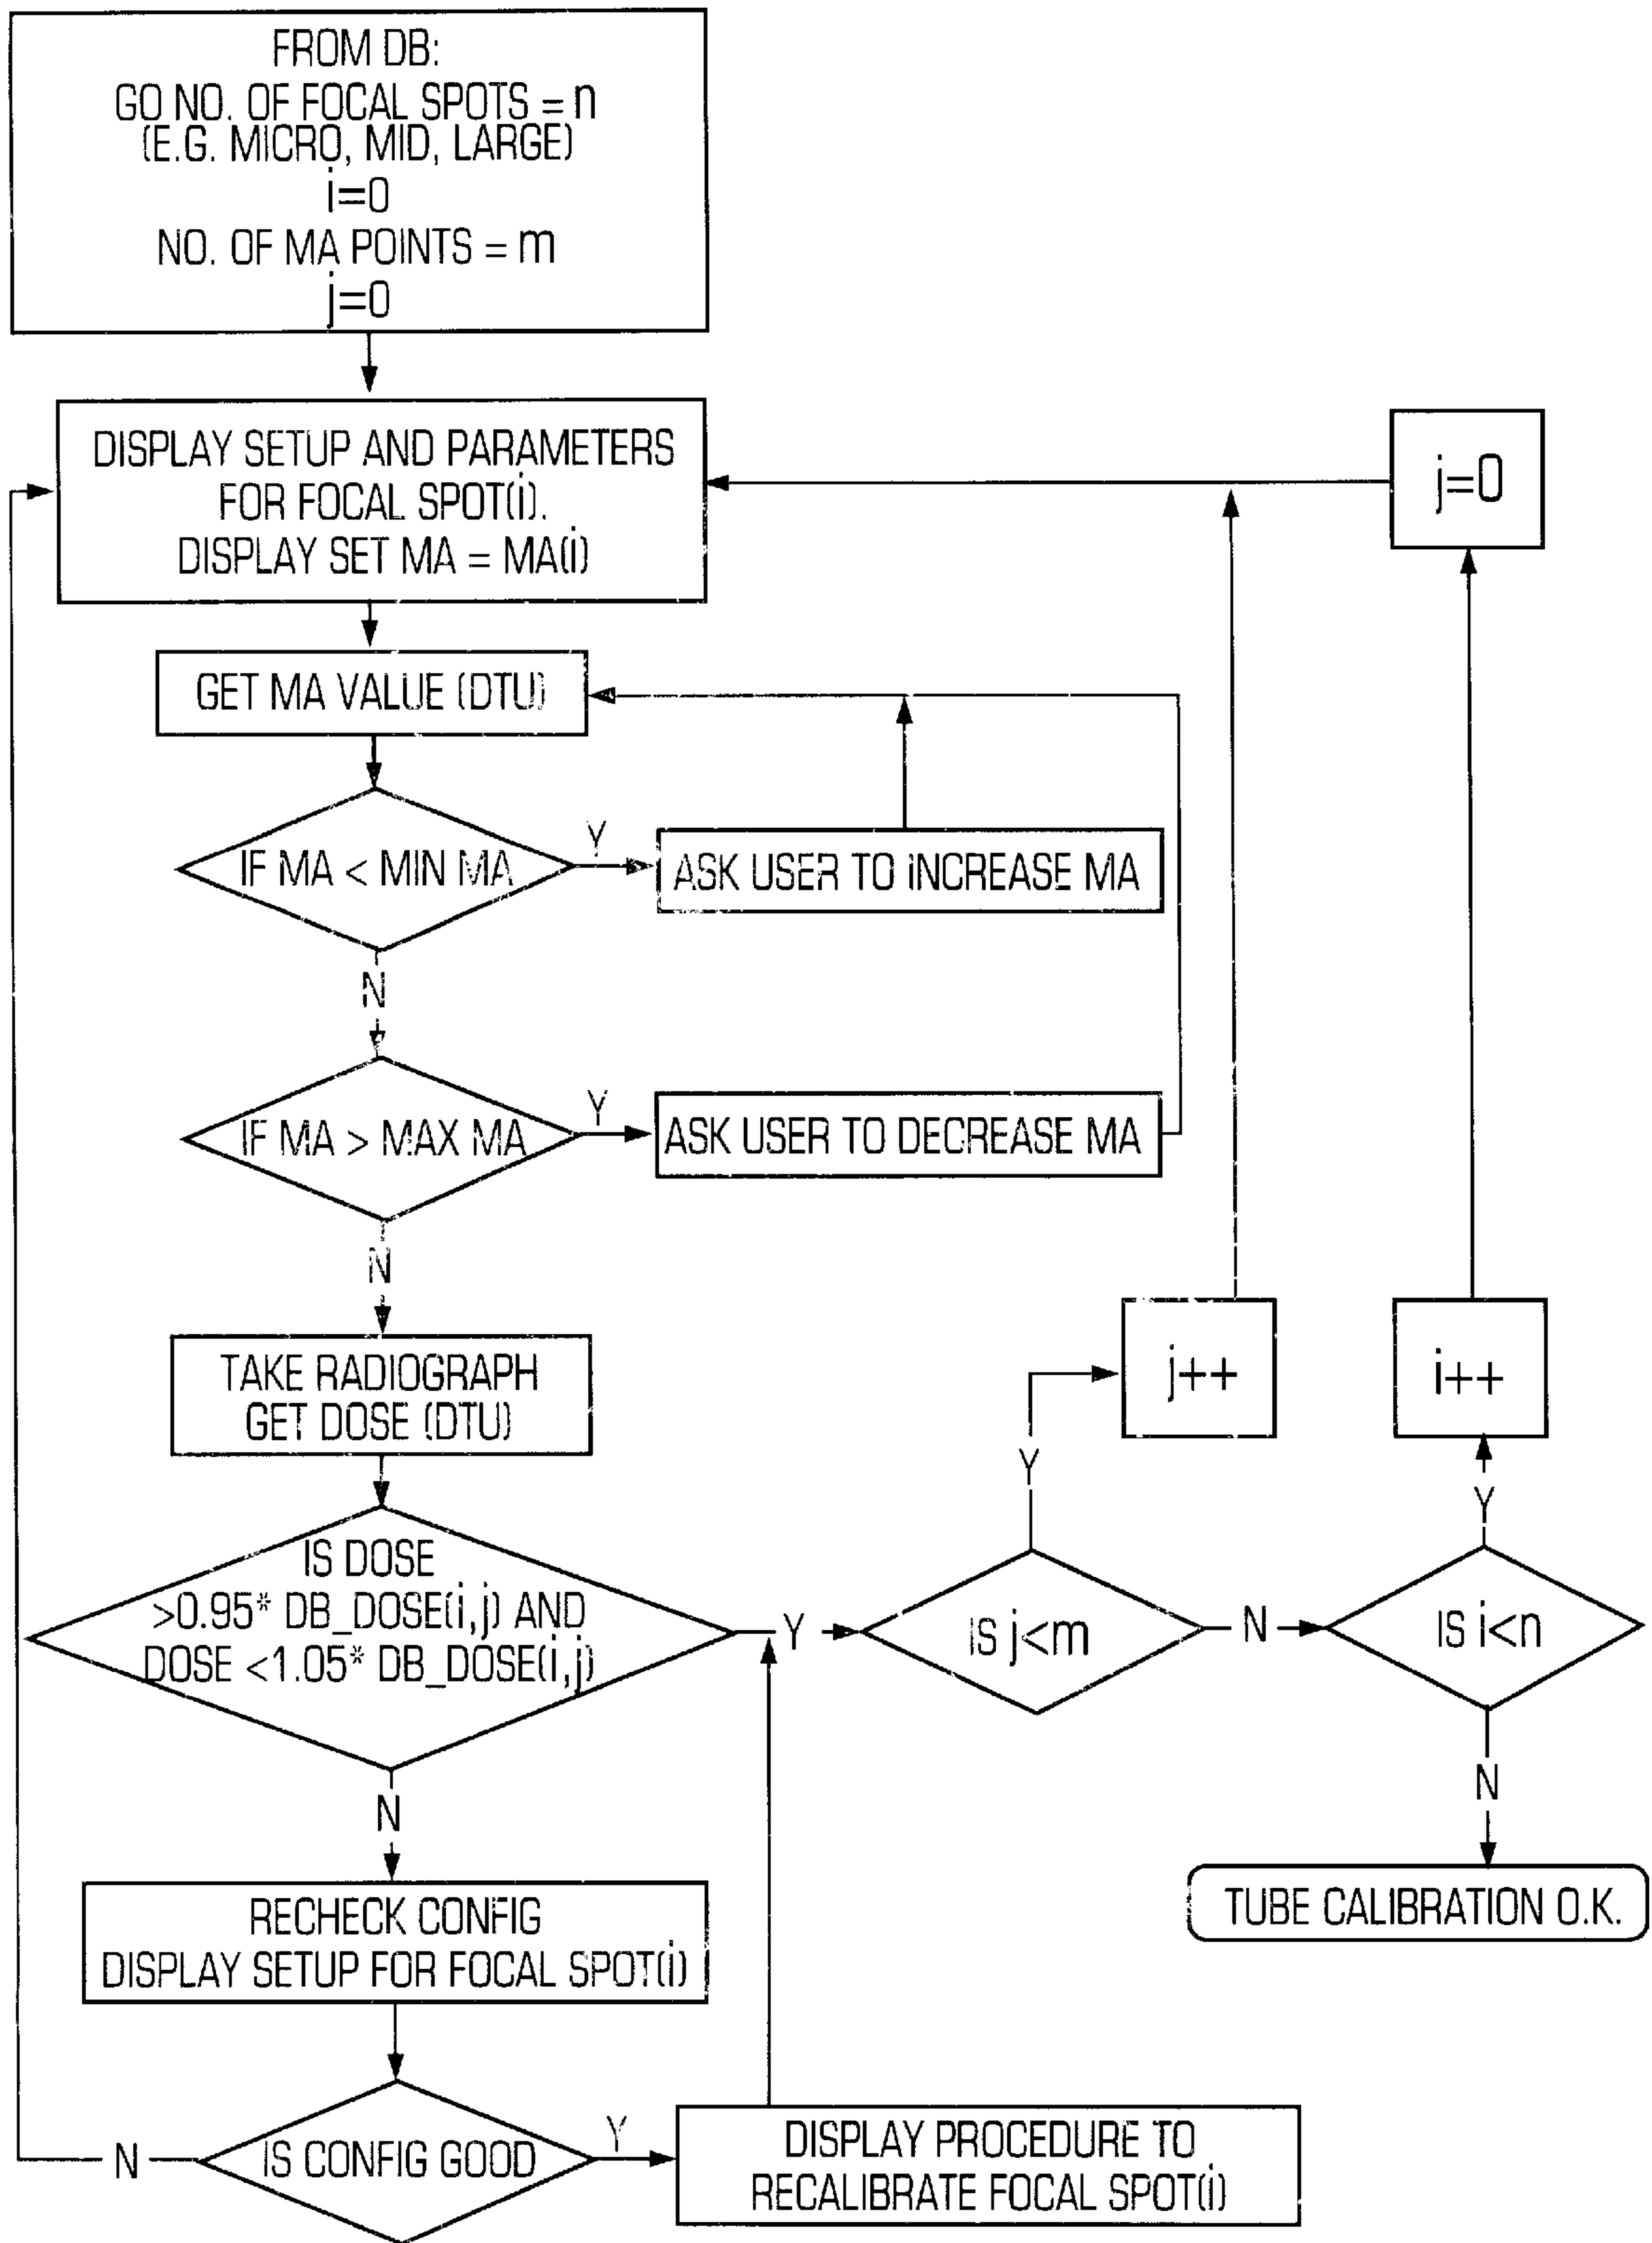 FROM DB:
GO NO. OF FOCAL SPOTS = n
(E.G. MICRO, MID, LARGE)
i=0
NO. OF MA POINTS = m
j=0
DISPLAY SETUP AND PARAMETERS
FOR FOCAL SPOT(i).
DISPLAY SET MA = MA(i)
j=0
GET MA VALUE (DTU)
IF MA < MIN MA
Y
ASK USER TO INCREASE MA
N
IF MA > MAX MA
Y
ASK USER TO DECREASE MA
N
TAKE RADIOGRAPH
GET DOSE (DTU)
j++
i++
Y
Y
IS DOSE
>0.95* DB_DOSE(i,j) AND
DOSE <1.05* DB_DOSE(i,j)
Y
IS j<m
N
IS i<n
N
N
RECHECK CONFIG
DISPLAY SETUP FOR FOCAL SPOT(i)
TUBE CALIBRATION O.K.
N
IS CONFIG GOOD
Y
DISPLAY PROCEDURE TO
RECALIBRATE FOCAL SPOT(i)